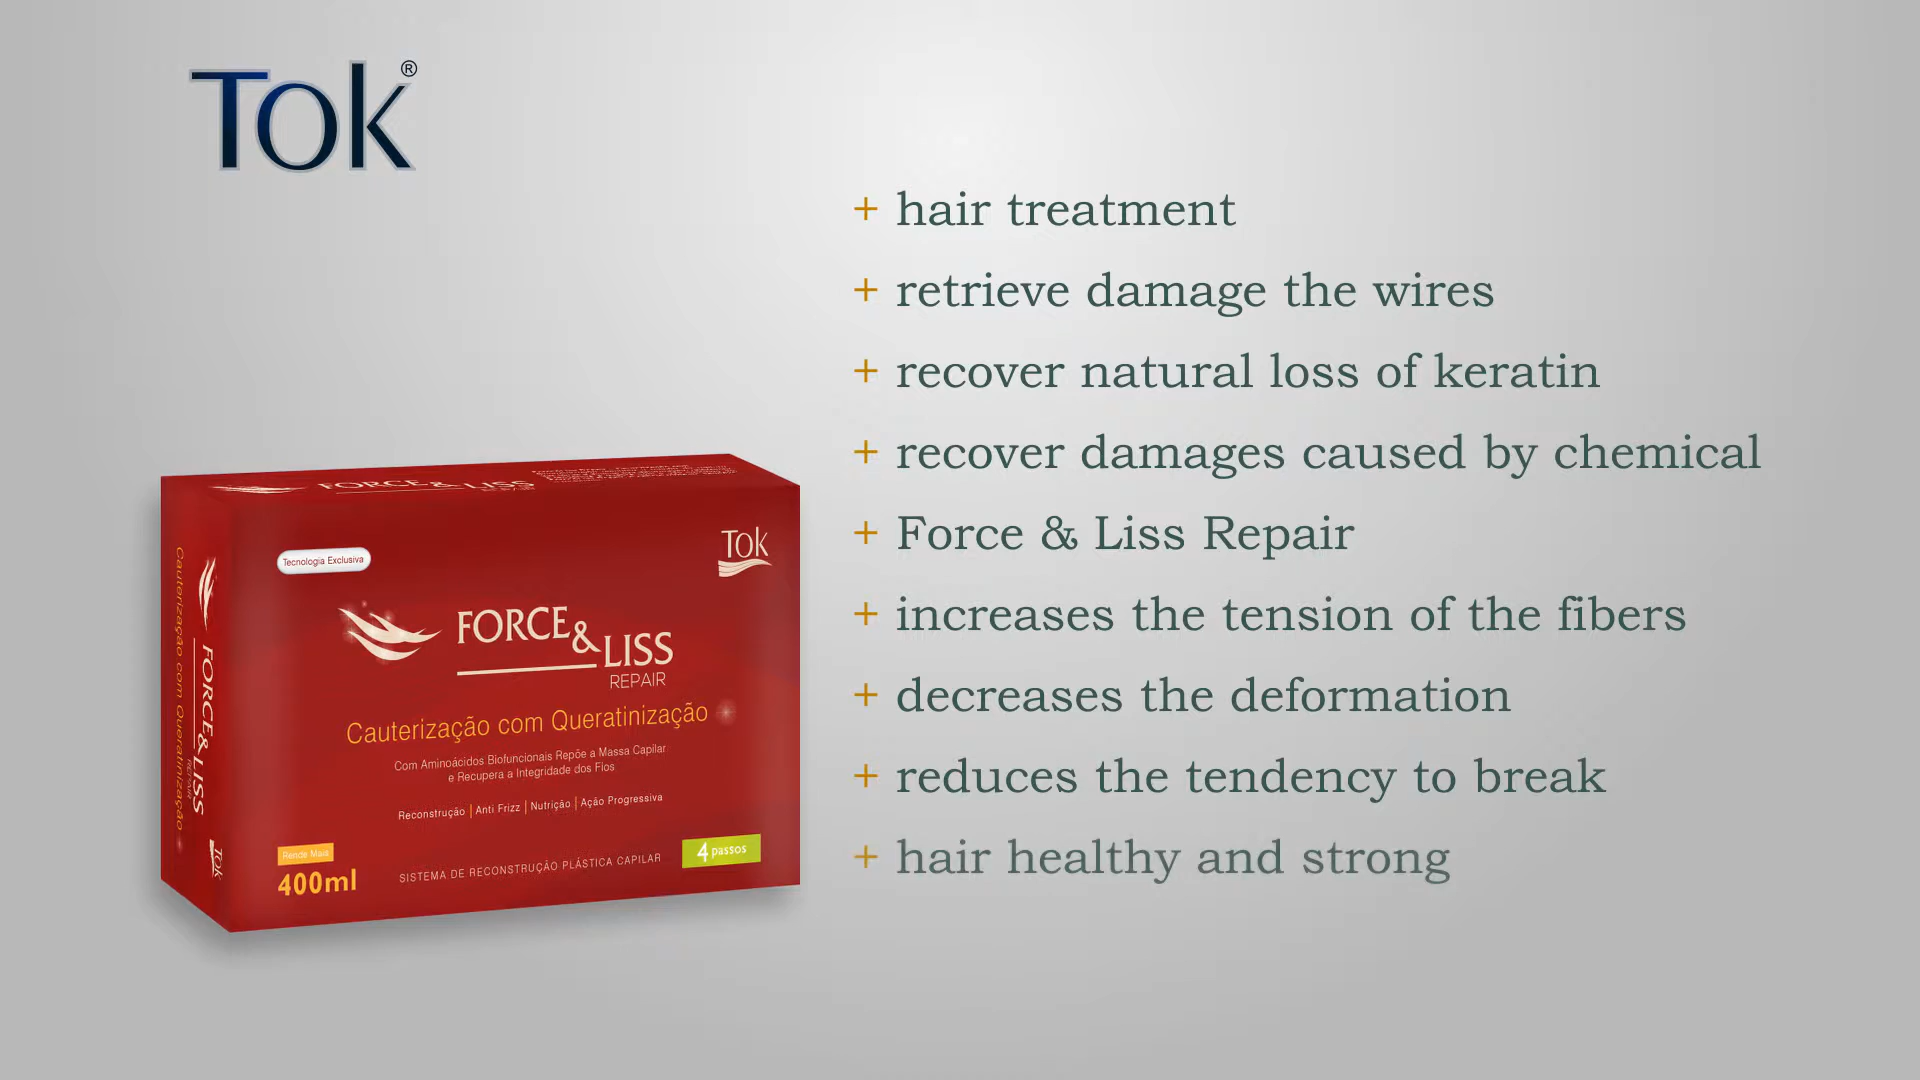 Tok®
+ hair treatment
+ retrieve damage the wires
+ recover natural loss of keratin
+ recover damages caused by chemical
+ Force & Liss Repair
+ increases the tension of the fibers
+ decreases the deformation
+ reduces the tendency to break
+ hair healthy and strong
FORCE & LISS
Tecnologia Exclusiva
Tok
FORCE & LISS
REPAIR
Cauterização com Queratinização
Com Aminoácidos Biofuncionais Repõe a Massa Capilar
e Recupera a Integridade dos Fios
Reconstrução | Anti Frizz | Nutrição | Ação Progressiva
Rende Mais
400ml
SISTEMA DE RECONSTRUÇÃO PLÁSTICA CAPILAR
4 passos
Cauterização com Queratinização
FORCE & LISS
REPAIR
Tok